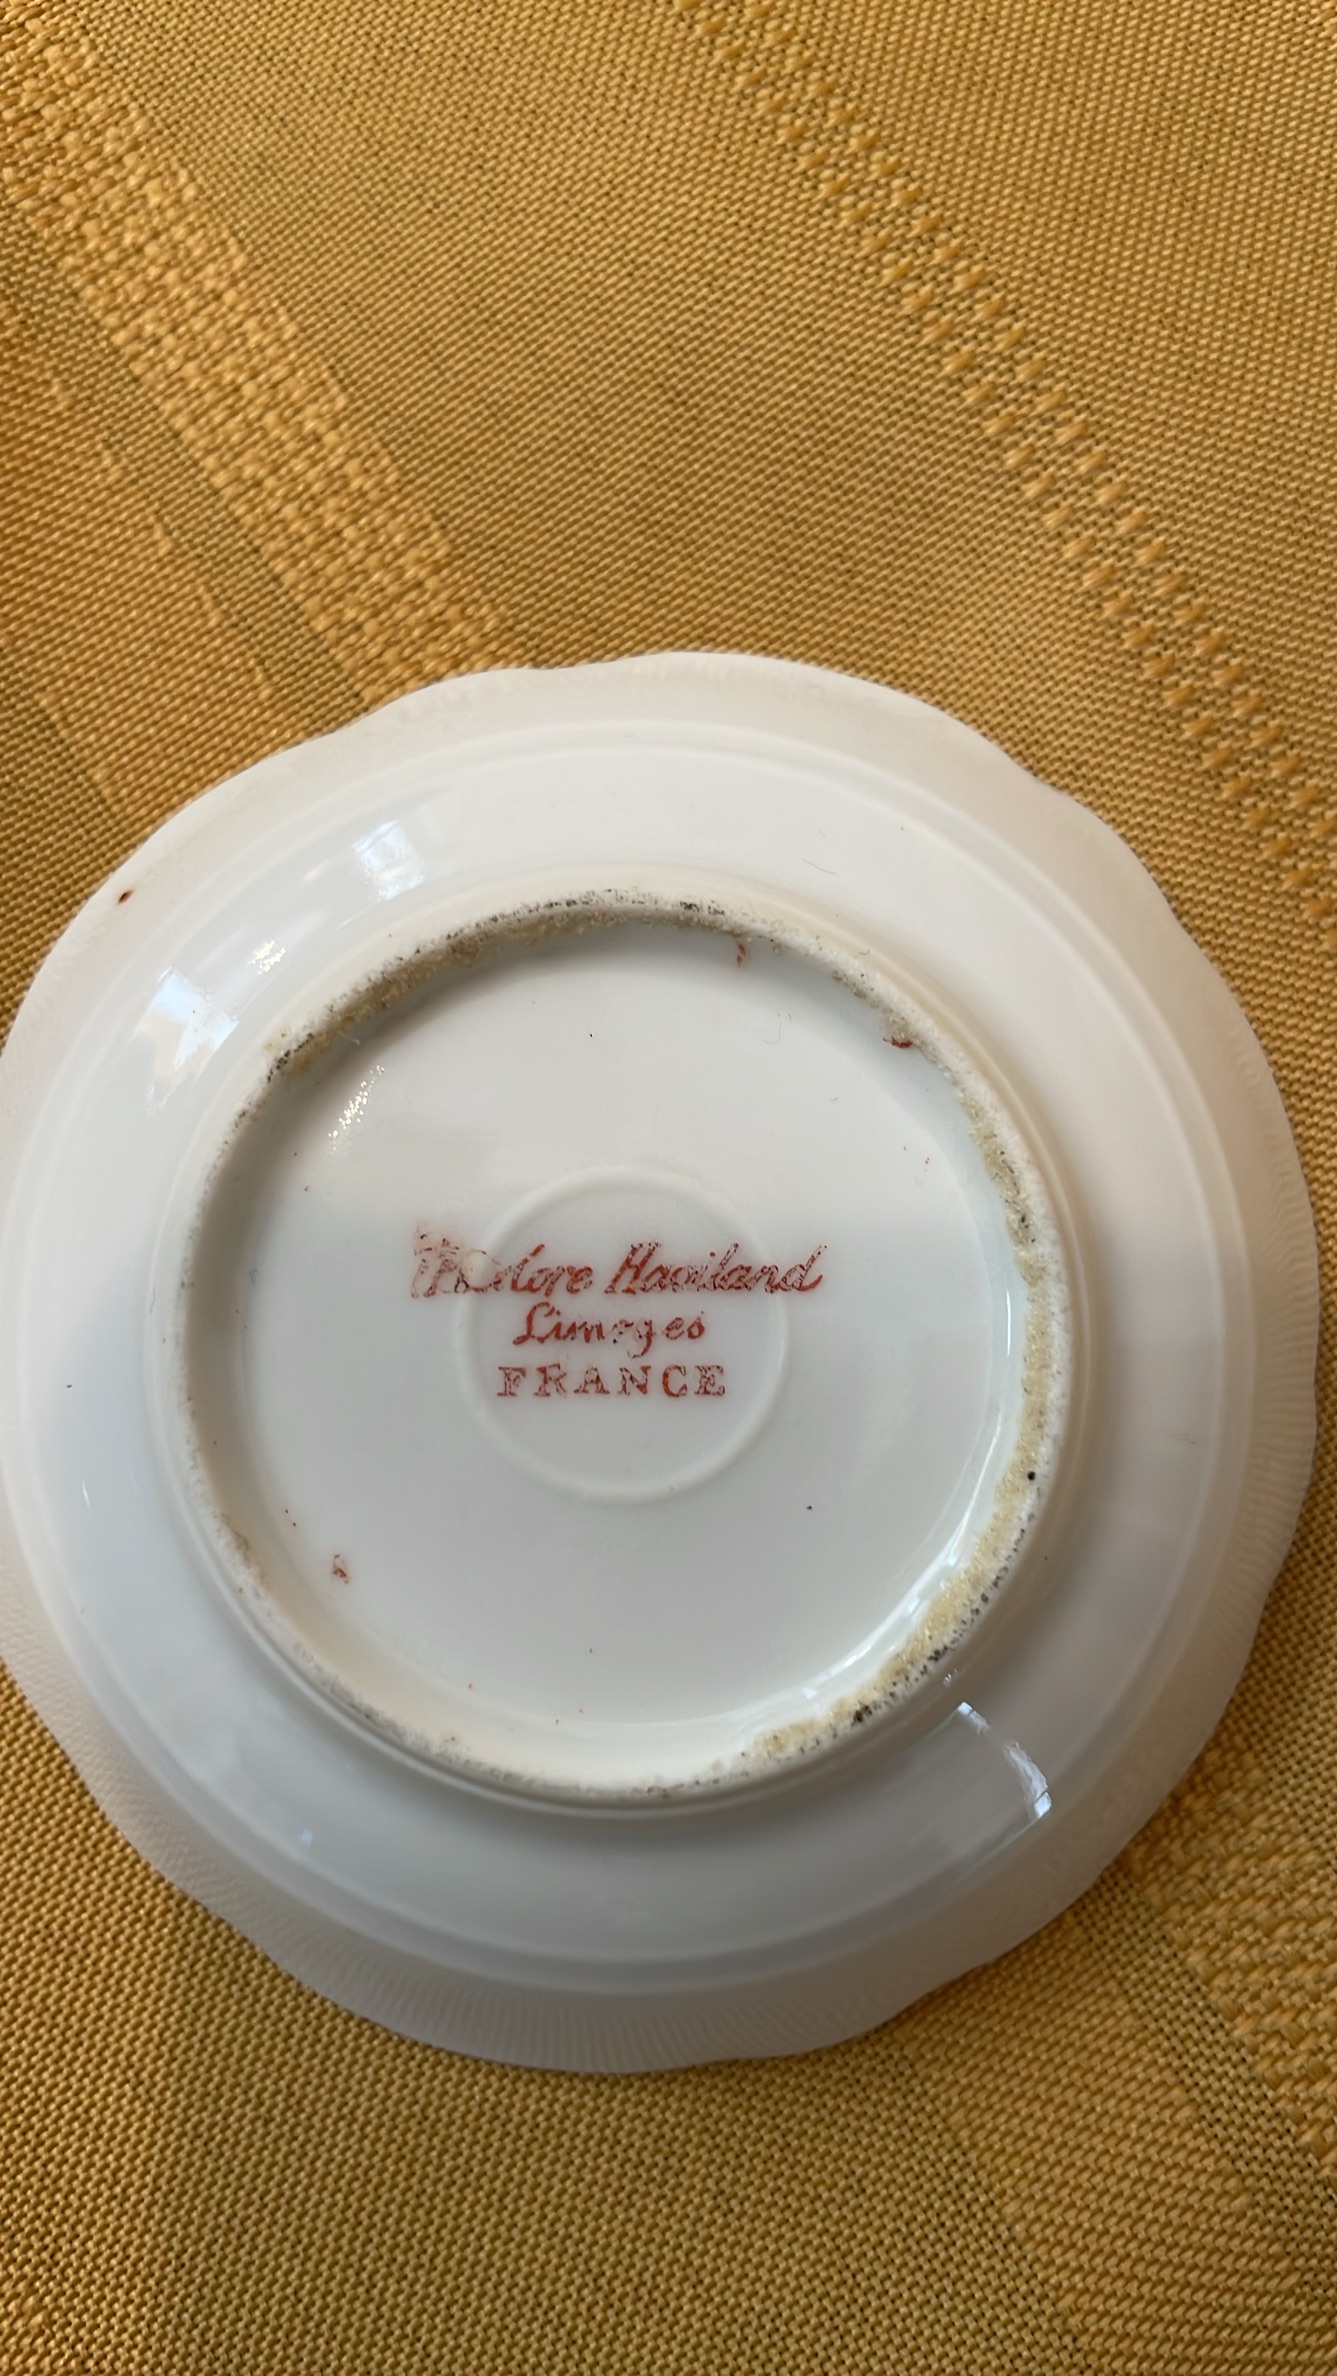 Theodore Haviland
Limoges
FRANCE